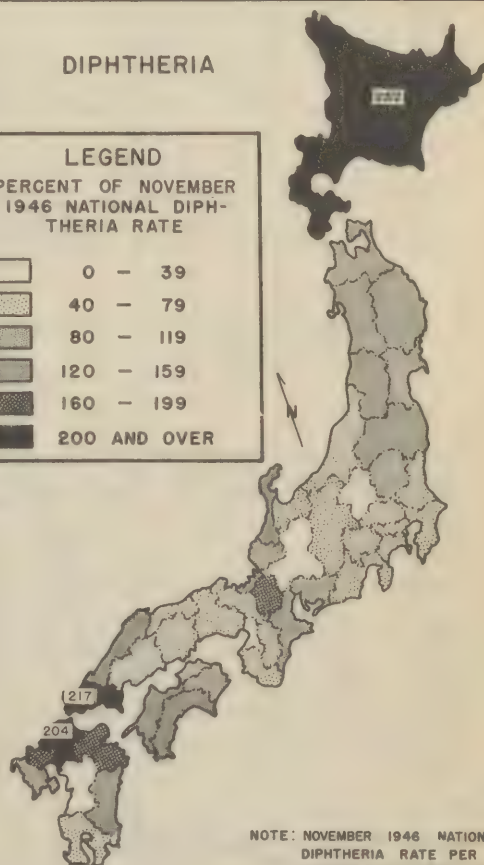 DIPHTHERIA
LEGEND
PERCENT OF NOVEMBER
1946 NATIONAL DIPH-
THERIA RATE
0 – 39
40 – 79
80 – 119
120 – 159
160 – 199
200 AND OVER
N
217
204
NOTE: NOVEMBER 1946 NATION
DIPHTHERIA RATE PER